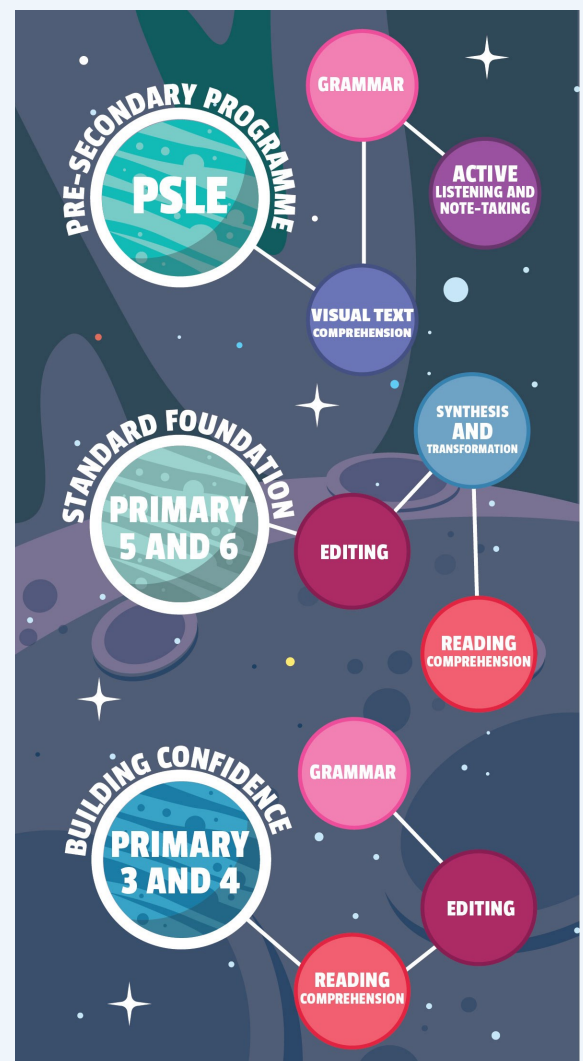 PRE-SECONDARY PROGRAMME
PSLE
GRAMMAR
ACTIVE
LISTENING AND
NOTE-TAKING
VISUAL TEXT
COMPREHENSION
STANDARD FOUNDATION
PRIMARY
5 AND 6
SYNTHESIS
AND
TRANSFORMATION
EDITING
READING
COMPREHENSION
BUILDING CONFIDENCE
PRIMARY
3 AND 4
GRAMMAR
EDITING
READING
COMPREHENSION